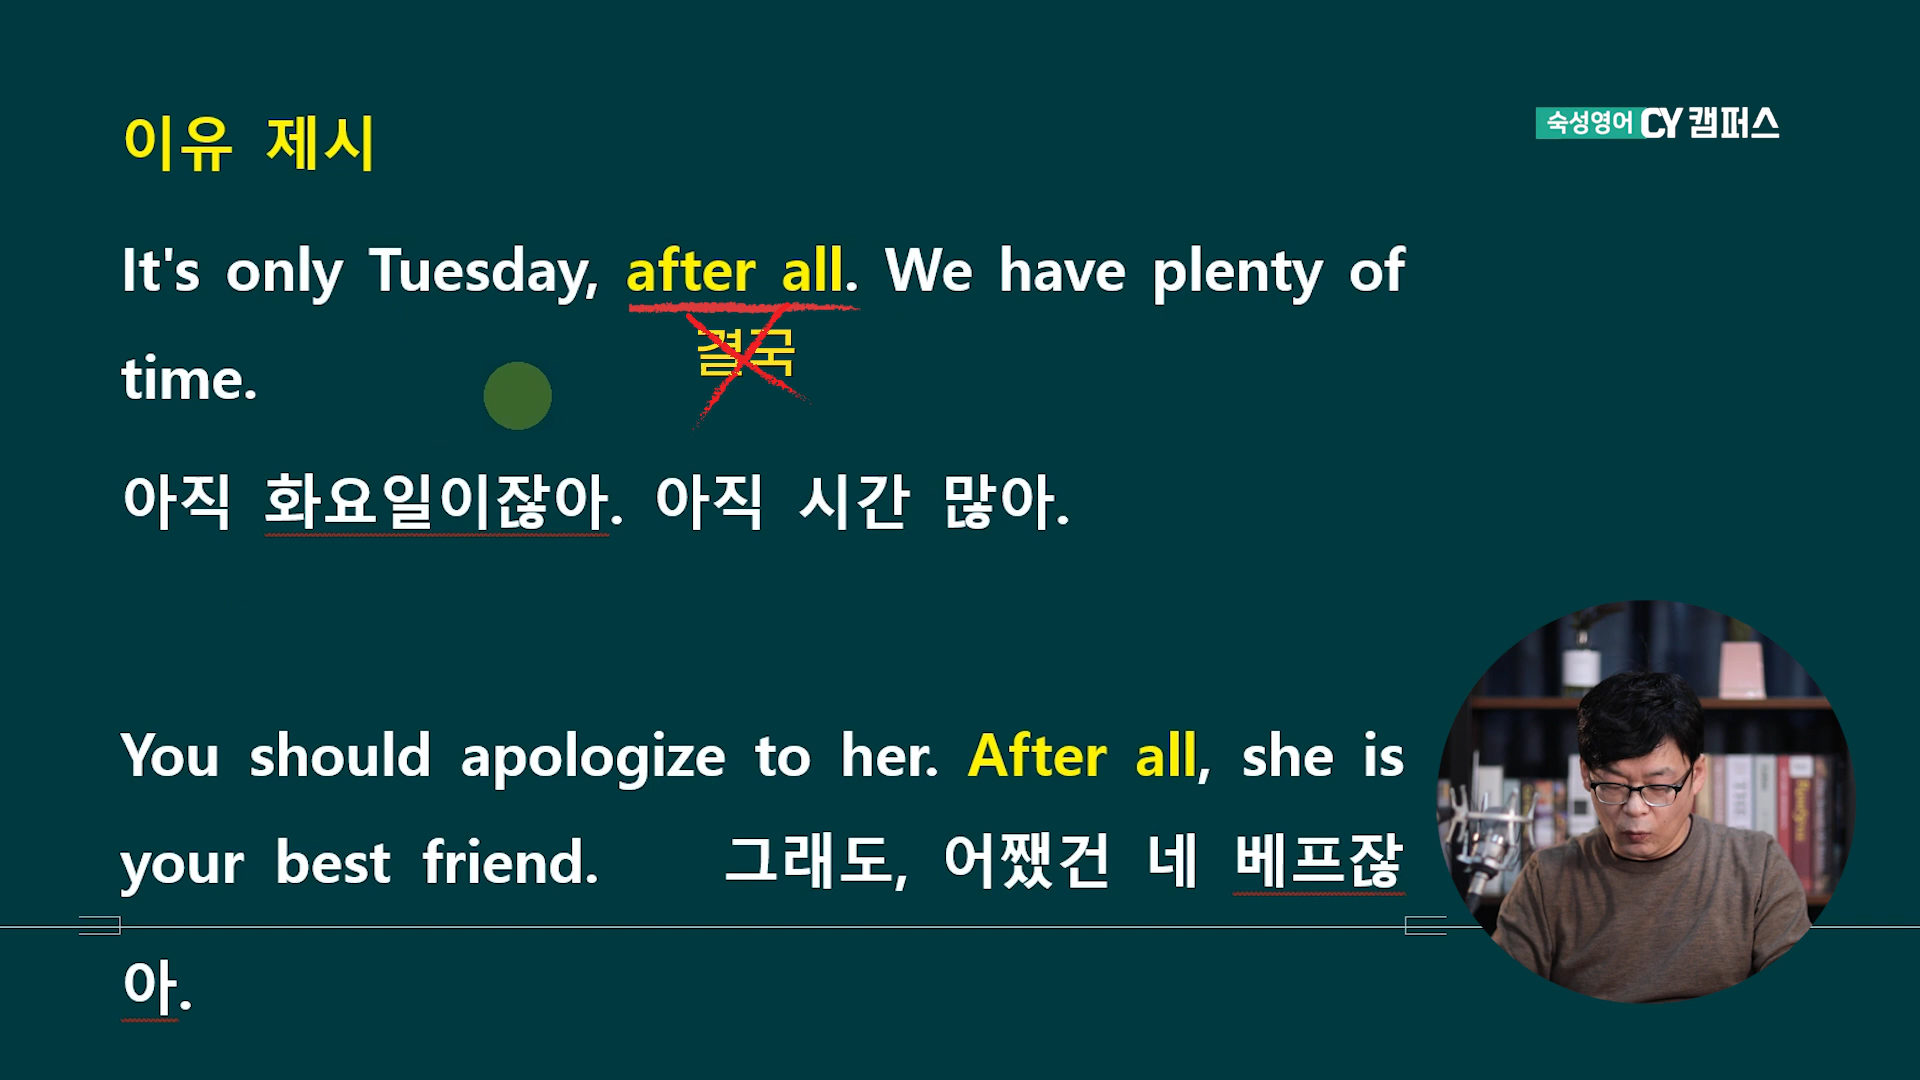 숙성영어 CY 캠퍼스
이유 제시
It's only Tuesday, after all. We have plenty of
결국
time.
아직 화요일이잖아. 아직 시간 많아.
You should apologize to her. After all, she is
your best friend. 그래도, 어쨌건 네 베프잖
아.